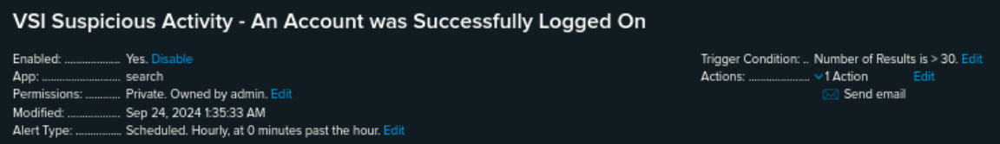 VSI Suspicious Activity - An Account was Successfully Logged On
Enabled: ................... Yes. Disable
App: ............................ search
Permissions: ............ Private. Owned by admin. Edit
Modified: ................... Sep 24, 2024 1:35:33 AM
Alert Type: ................ Scheduled. Hourly, at 0 minutes past the hour. Edit
Trigger Condition: .. Number of Results is > 30. Edit
Actions: ..................... 1 Action Edit
Send email